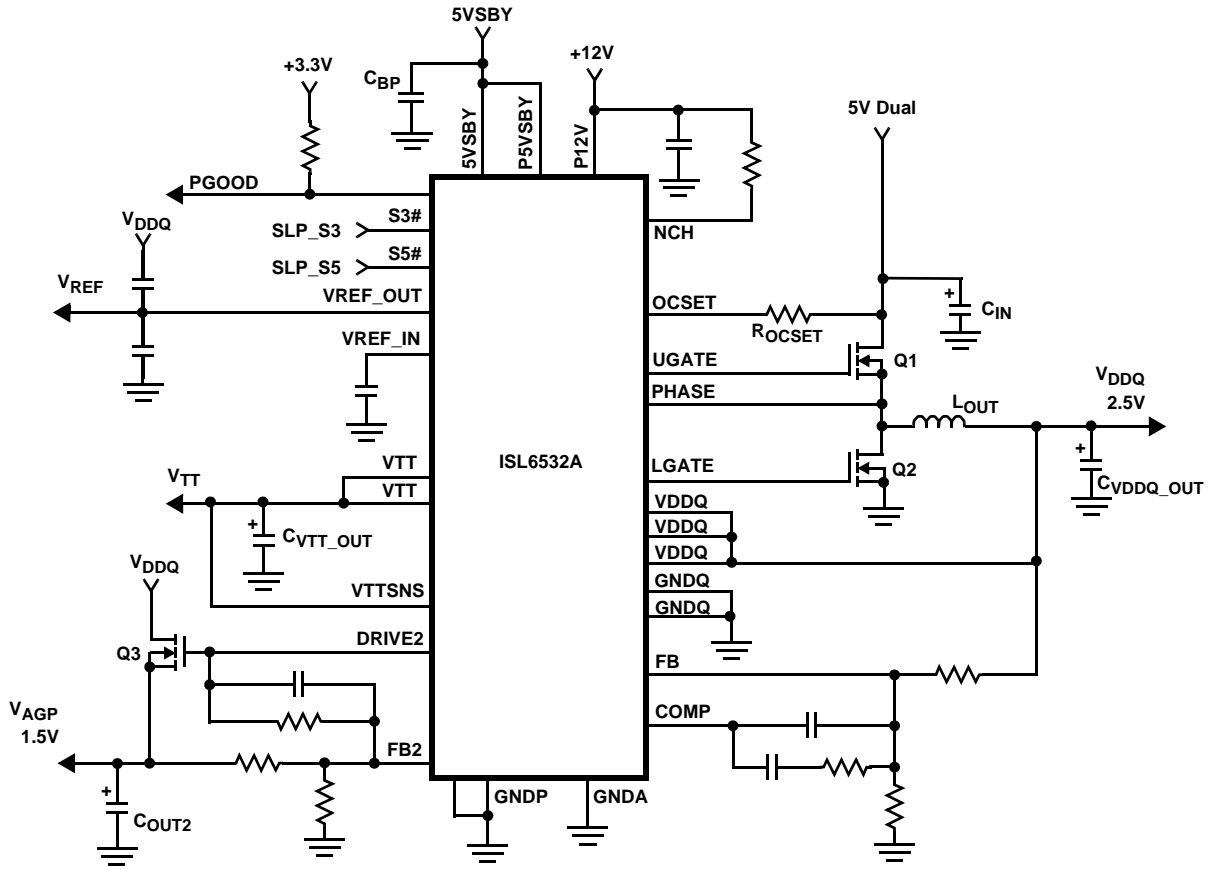 5VSBY
+12V
+3.3V
CBP
5V Dual
5VSBY
P5VSBY
P12V
PGOOD
NCH
VDDQ
SLP_S3
S3#
SLP_S5
S5#
VREF
VREF_OUT
OCSET
ROCSET
+
CIN
VREF_IN
UGATE
Q1
PHASE
LOUT
VDDQ
2.5V
VTT
VTT
VTT
ISL6532A
LGATE
Q2
+
CVDDQ_OUT
+
CVTT_OUT
VDDQ
VDDQ
VDDQ
VDDQ
VTTSNS
GNDQ
GNDQ
Q3
DRIVE2
FB
VAGP
1.5V
COMP
FB2
+
COUT2
GNDP
GNDA